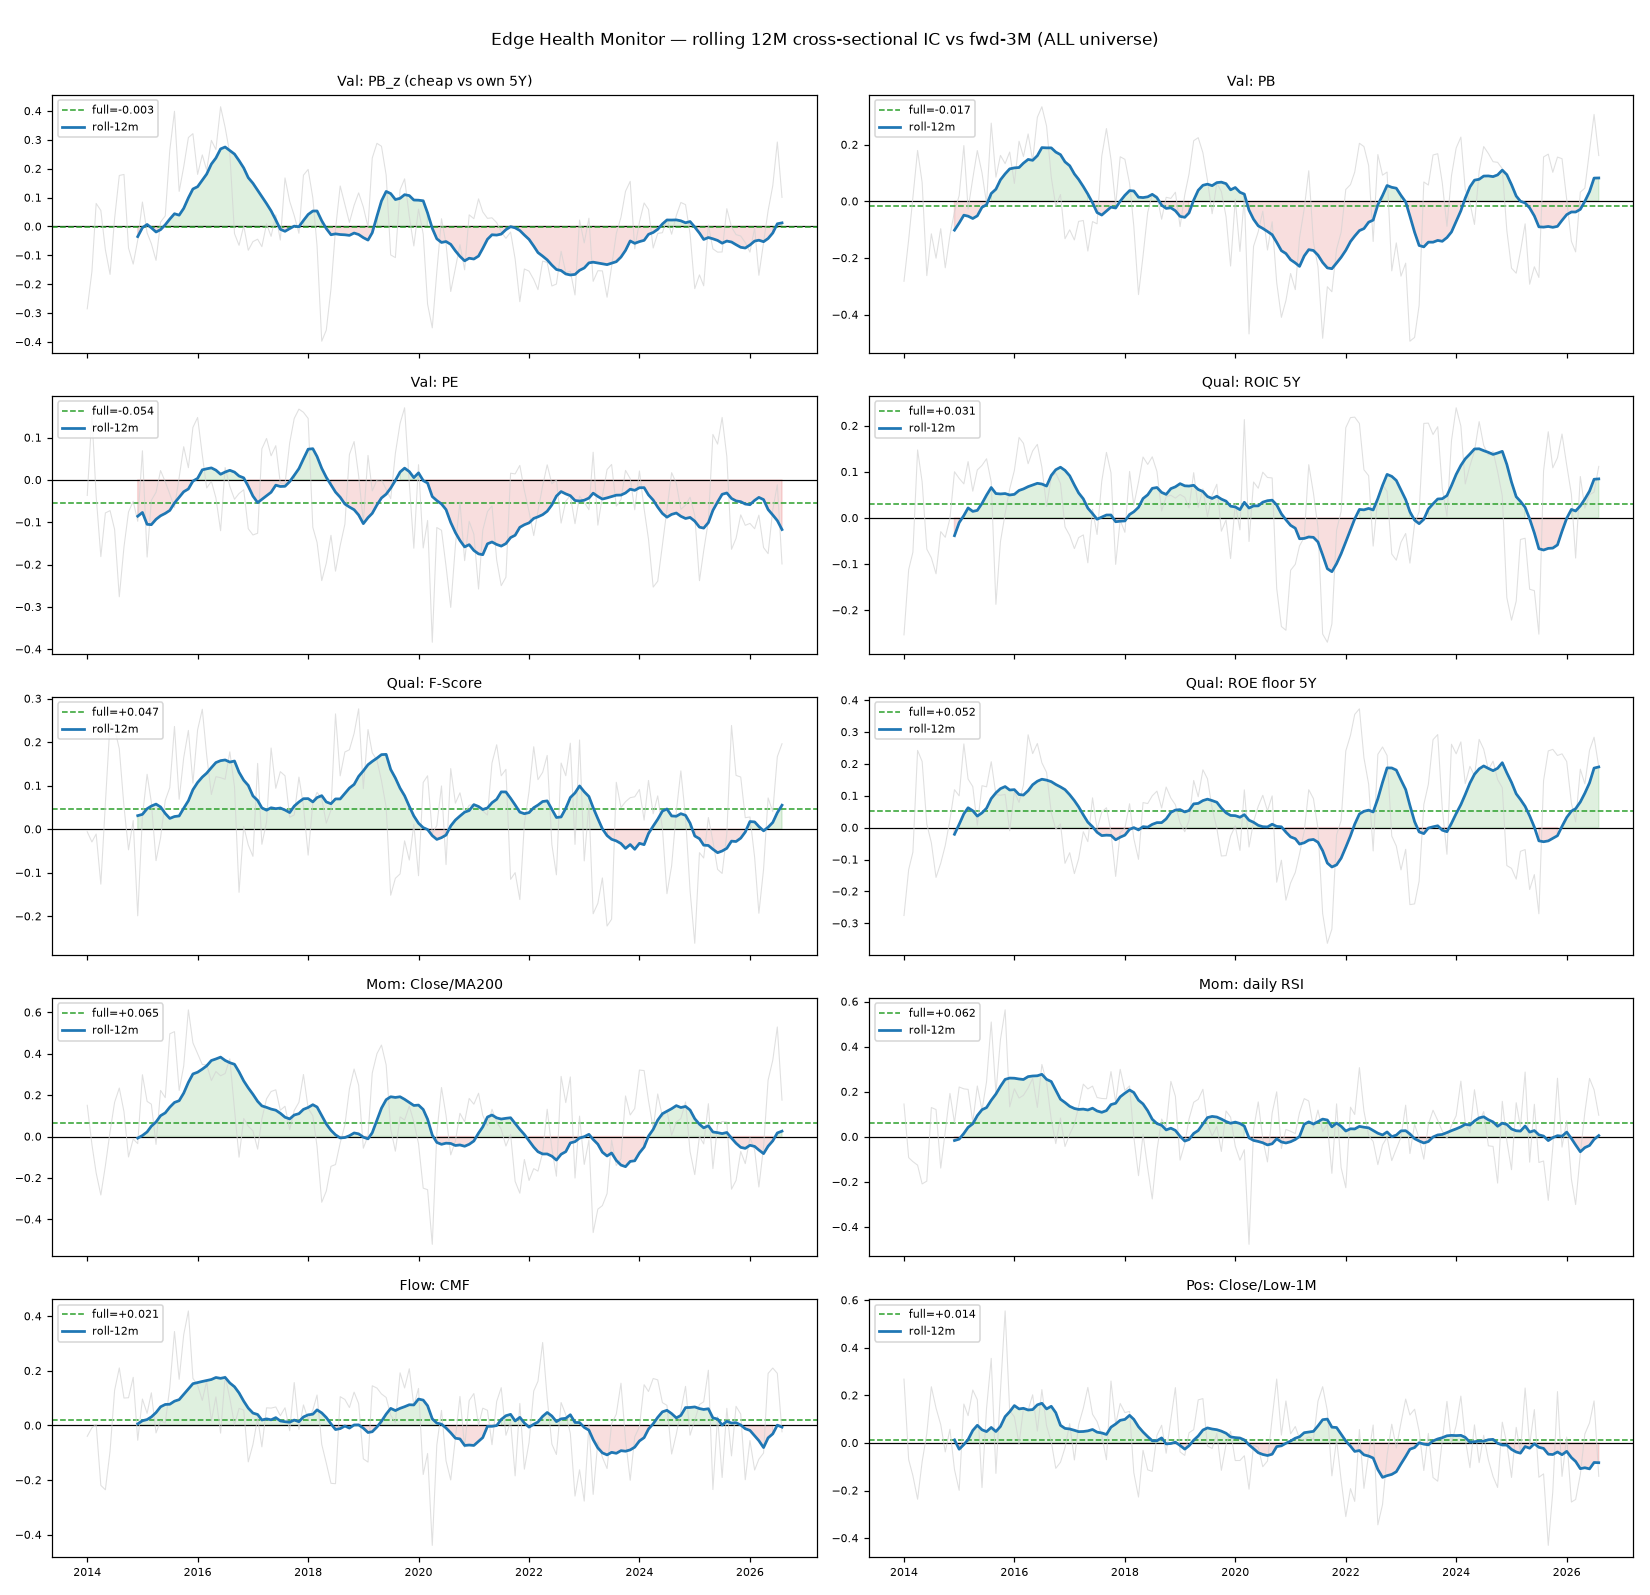 Edge Health Monitor — rolling 12M cross-sectional IC vs fwd-3M (ALL universe)
Val: PB_z (cheap vs own 5Y)
full=-0.003
roll-12m
0.4
0.3
0.2
0.1
0.0
−0.1
−0.2
−0.3
−0.4
Val: PB
full=-0.017
roll-12m
0.2
0.0
−0.2
−0.4
Val: PE
full=-0.054
roll-12m
0.1
0.0
−0.1
−0.2
−0.3
−0.4
Qual: ROIC 5Y
full=+0.031
roll-12m
0.2
0.1
0.0
−0.1
−0.2
Qual: F-Score
full=+0.047
roll-12m
0.3
0.2
0.1
0.0
−0.1
−0.2
Qual: ROE floor 5Y
full=+0.052
roll-12m
0.4
0.3
0.2
0.1
0.0
−0.1
−0.2
−0.3
Mom: Close/MA200
full=+0.065
roll-12m
0.6
0.4
0.2
0.0
−0.2
−0.4
Mom: daily RSI
full=+0.062
roll-12m
0.6
0.4
0.2
0.0
−0.2
−0.4
Flow: CMF
full=+0.021
roll-12m
0.4
0.2
0.0
−0.2
−0.4
2014 2016 2018 2020 2022 2024 2026
Pos: Close/Low-1M
full=+0.014
roll-12m
0.6
0.4
0.2
0.0
−0.2
−0.4
2014 2016 2018 2020 2022 2024 2026